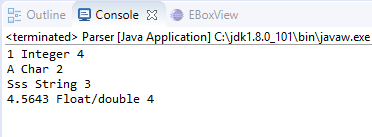 Outline Console EBoxView
<terminated> Parser [Java Application] C:\jdk1.8.0_101\bin\javaw.exe
1 Integer 4
A Char 2
Sss String 3
4.5643 Float/double 4